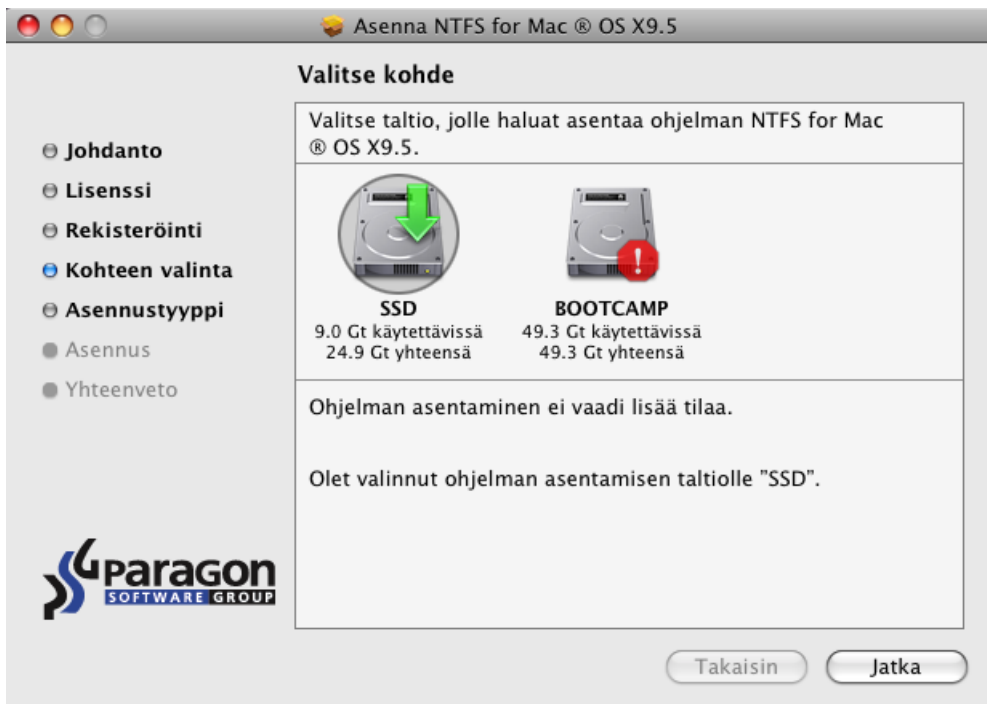 Asenna NTFS for Mac ® OS X9.5
Valitse kohde
Johdanto
Lisenssi
Rekisteröinti
Kohteen valinta
Asennustyyppi
Asennus
Yhteenveto
Valitse taltio, jolle haluat asentaa ohjelman NTFS for Mac
® OS X9.5.
SSD
9.0 Gt käytettävissä
24.9 Gt yhteensä
BOOTCAMP
49.3 Gt käytettävissä
49.3 Gt yhteensä
Ohjelman asentaminen ei vaadi lisää tilaa.
Olet valinnut ohjelman asentamisen taltiolle ”SSD”.
Paragon
SOFTWARE GROUP
Takaisin
Jatka